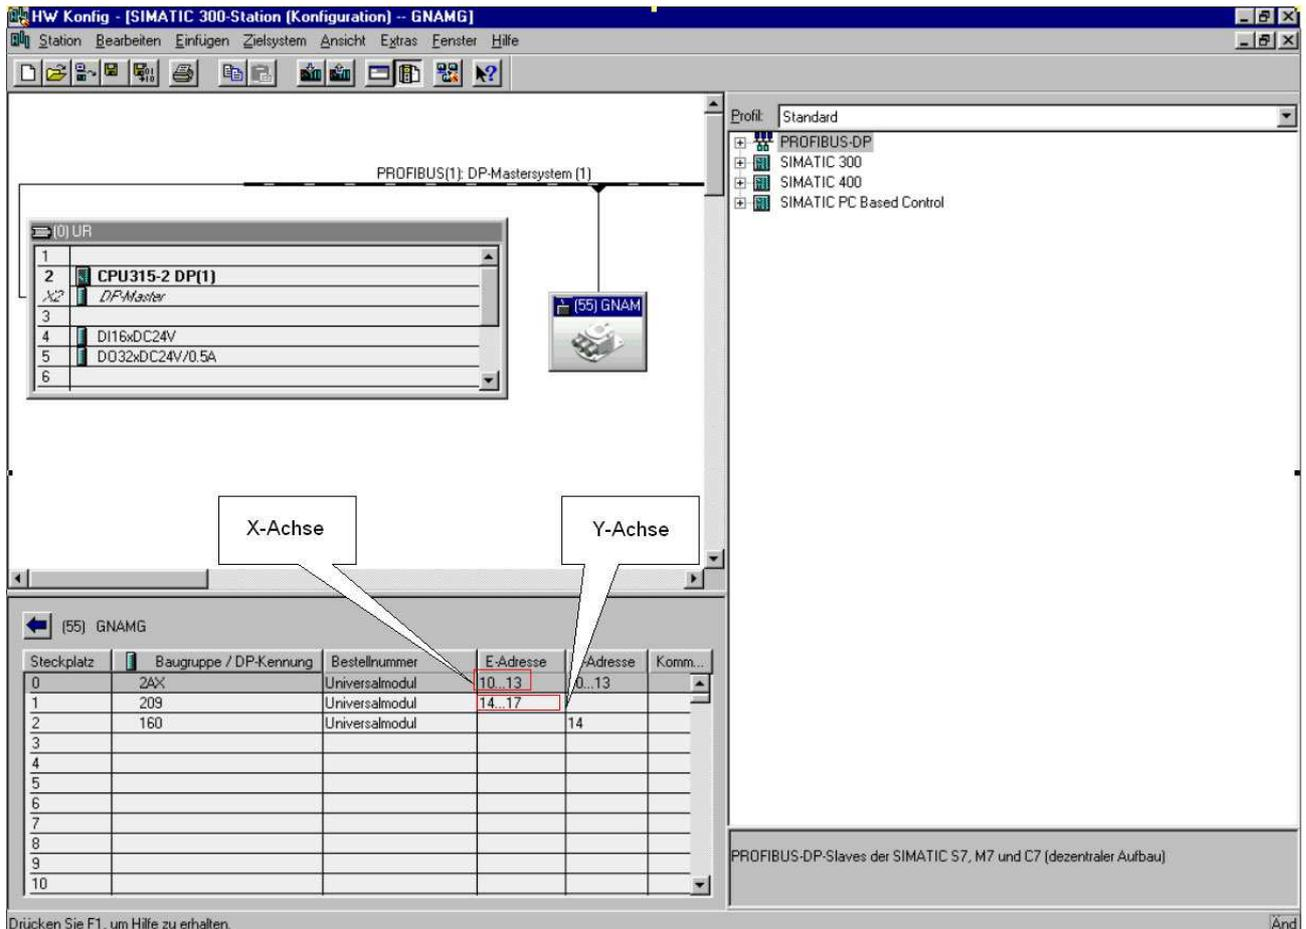 HW Konfig - [SIMATIC 300-Station (Konfiguration) -- GNAMG]
Station Bearbeiten Einfügen Zielsystem Ansicht Extras Fenster Hilfe
Profil: Standard
PROFIBUS-DP
SIMATIC 300
SIMATIC 400
SIMATIC PC Based Control
PROFIBUS(1): DP-Mastersystem (1)
(0) UR
1
2 CPU315-2 DP(1)
X2 DP-Master
3
4 DI16xDC24V
5 DO32xDC24V/0.5A
6
(55) GNAM
X-Achse
Y-Achse
(55) GNAMG
Steckplatz Baugruppe / DP-Kennung Bestellnummer E-Adresse -Adresse Komm...
0 2AX Universalmodul 10...13 0...13
1 209 Universalmodul 14...17
2 160 Universalmodul 14
3
4
5
6
7
8
9
10
PROFIBUS-DP-Slaves der SIMATIC S7, M7 und C7 (dezentraler Aufbau)
Drücken Sie F1, um Hilfe zu erhalten.
Änd